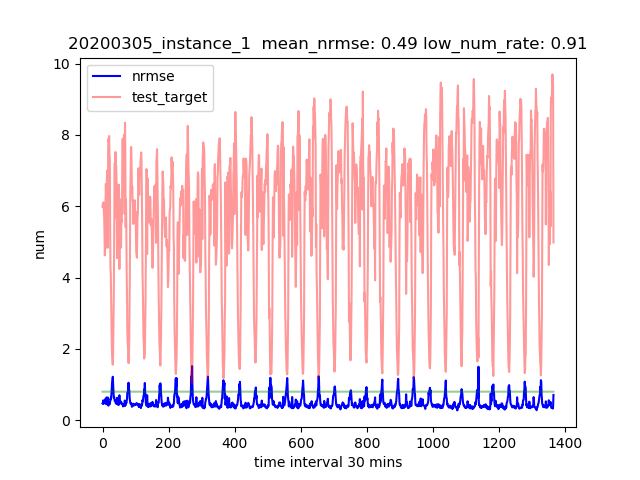 20200305_instance_1 mean_nrmse: 0.49 low_num_rate: 0.91
nrmse
test_target
10
8
6
4
2
0
num
0 200 400 600 800 1000 1200 1400
time interval 30 mins